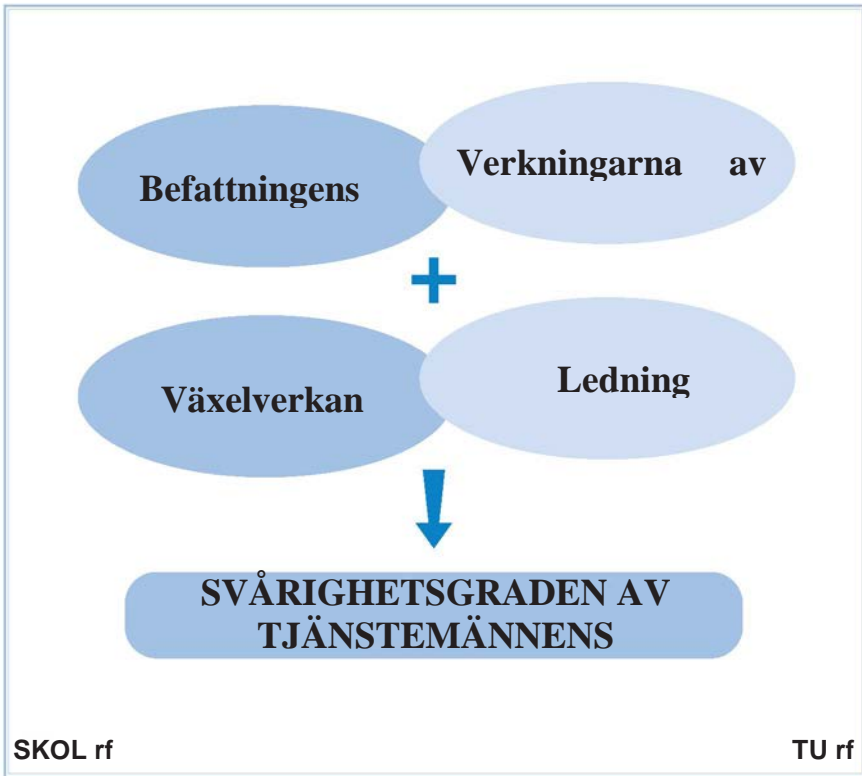 Befattningens
Verkningarna av
+
Växelverkan
Ledning
SVÅRIGHETSGRADEN AV
TJÄNSTEMÄNNENS
SKOL rf
TU rf